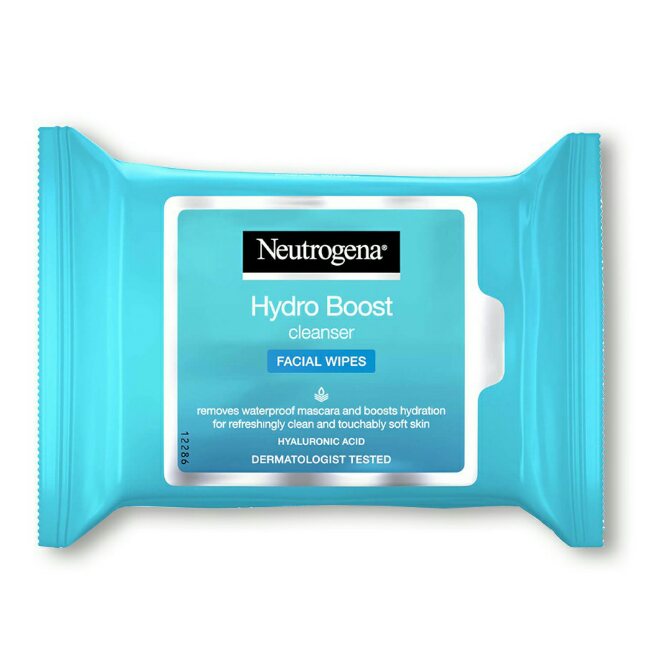 Neutrogena®
Hydro Boost
cleanser
FACIAL WIPES
removes waterproof mascara and boosts hydration
for refreshingly clean and touchably soft skin
HYALURONIC ACID
DERMATOLOGIST TESTED
12286